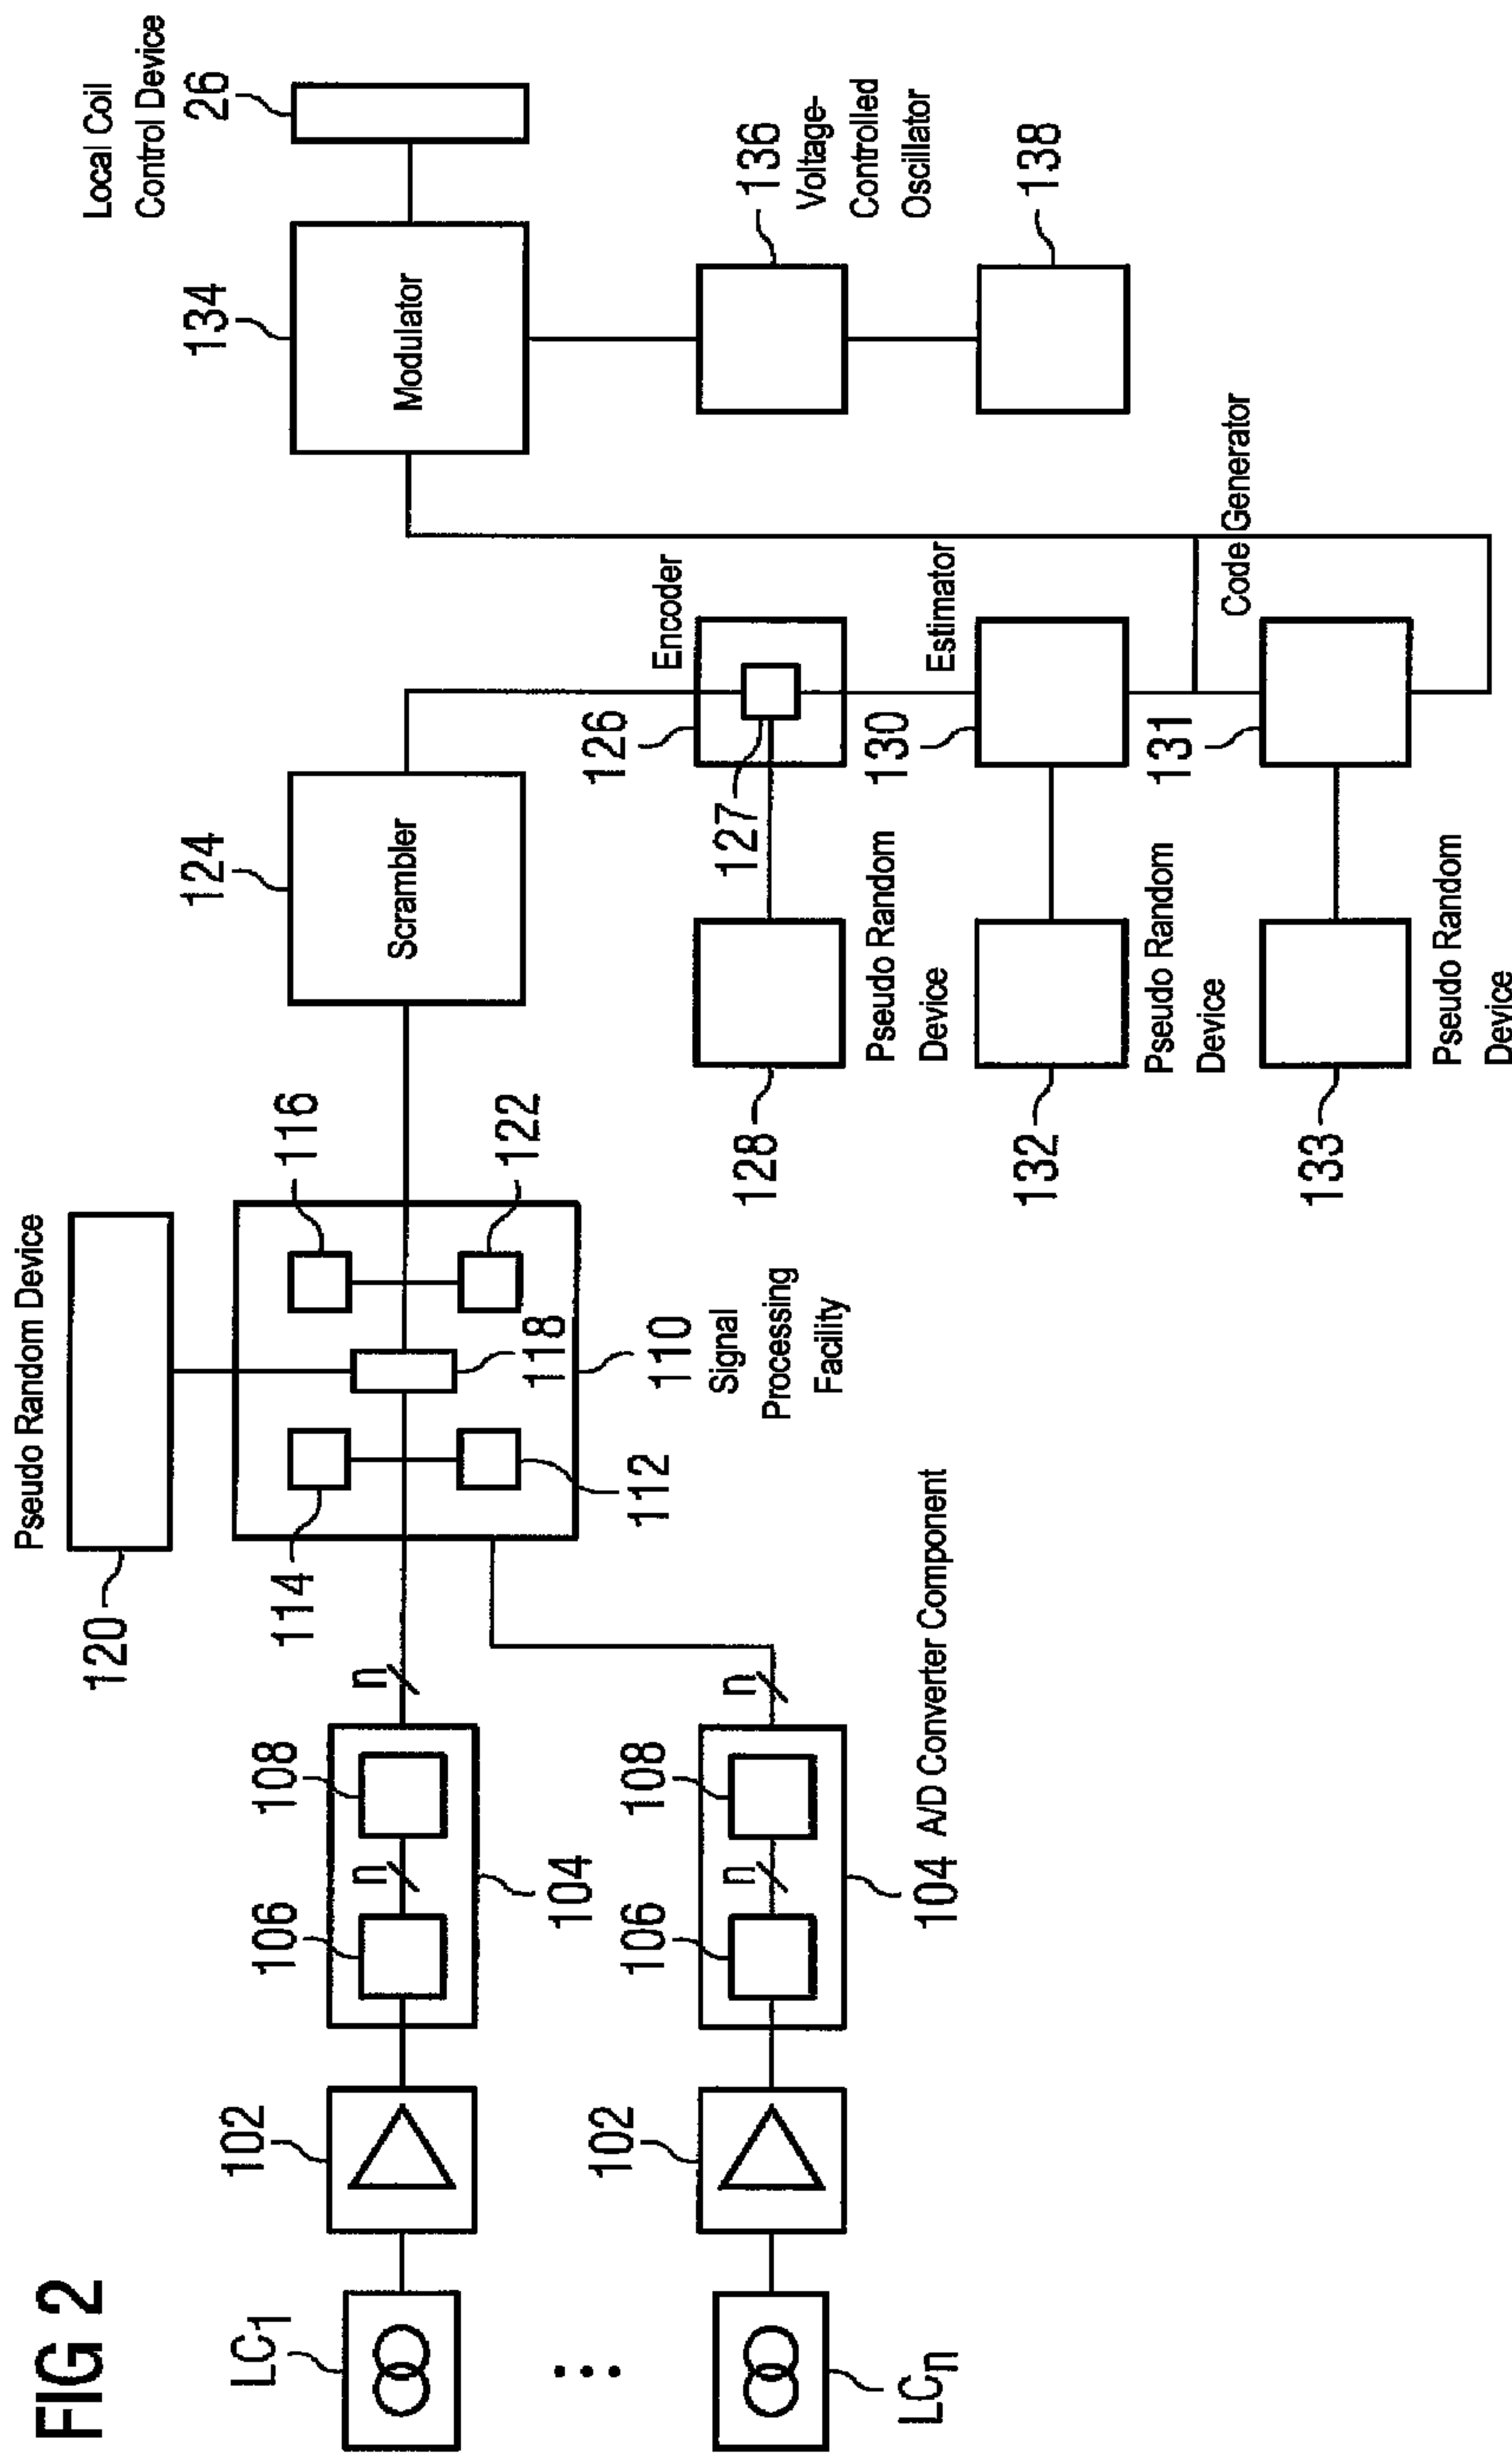 FIG 2
Pseudo Random Device
120
Local Coil
Control Device
26
134
Modulator
124
Scrambler
116
122
114
112
118
110
Signal
Processing
Facility
LC1
102
106
n
108
n
104
LCn
102
106
n
108
n
104 A/D Converter Component
Encoder
126
127
128
Pseudo Random
Device
136
Voltage-
Controlled
Oscillator
138
Estimator
130
132
Pseudo Random
Device
Code Generator
131
133
Pseudo Random
Device